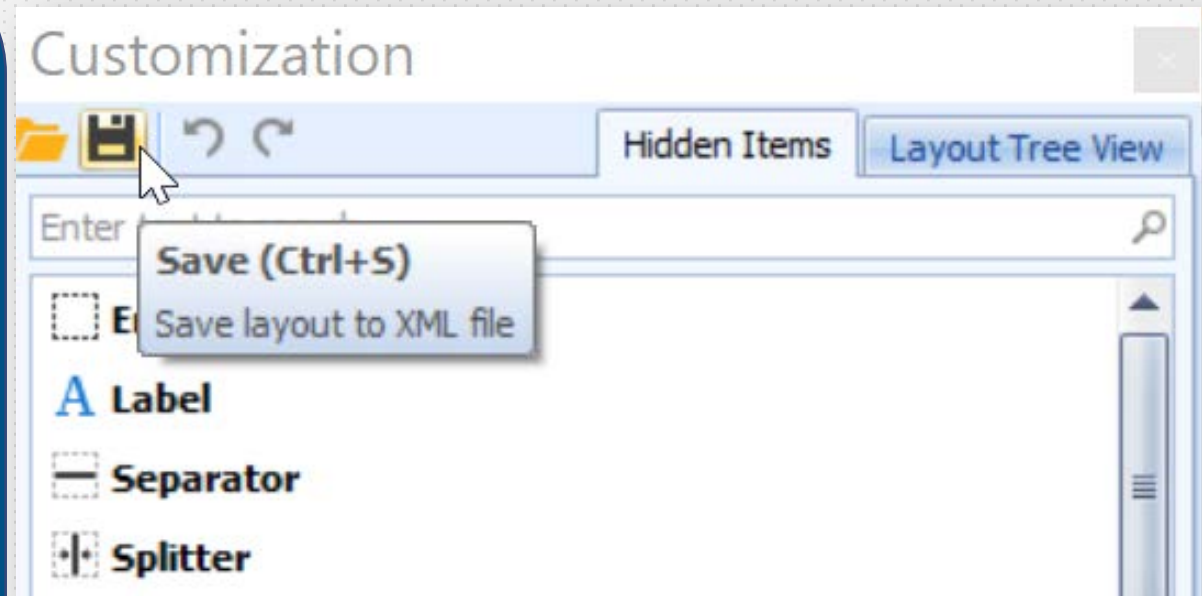 Customization
Hidden Items
Layout Tree View
Enter
Save (Ctrl+S)
Save layout to XML file
Label
Separator
Splitter